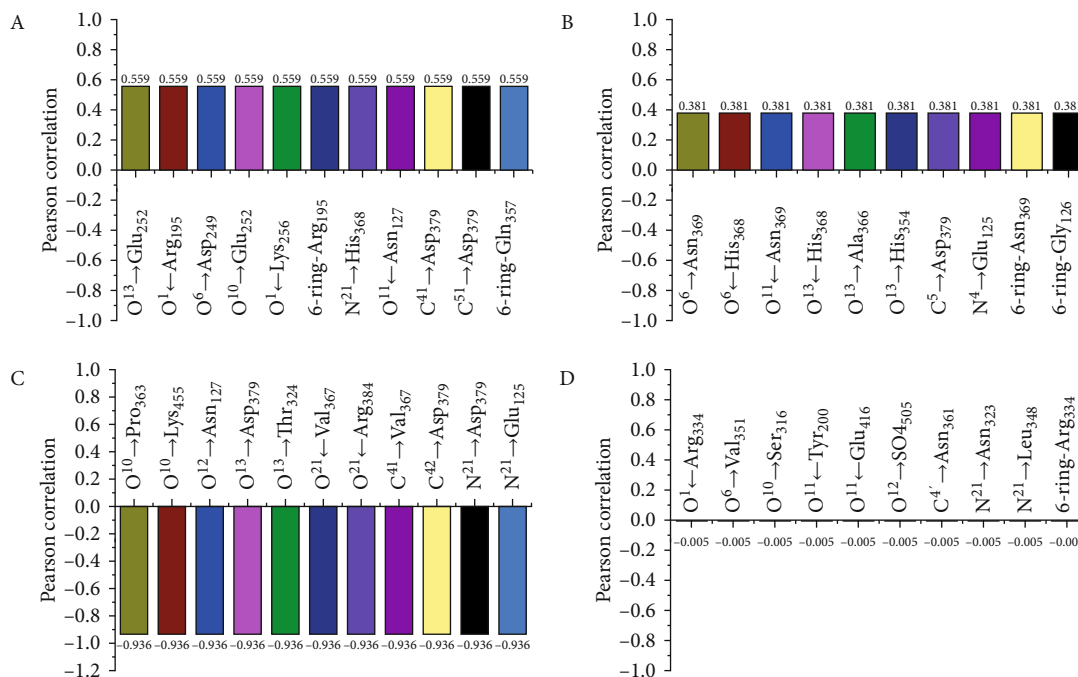 A
Pearson correlation
1.0
0.8
0.6
0.4
0.2
0.0
−0.2
−0.4
−0.6
−0.8
−1.0
0.559 0.559 0.559 0.559 0.559 0.559 0.559 0.559 0.559 0.559 0.559
O¹³→Glu₂₅₂
O¹←Arg₁₉₅
O⁶→Asp₂₄₉
O¹⁰→Glu₂₅₂
O¹←Lys₂₅₆
6-ring-Arg₁₉₅
N²¹→His₃₆₈
O¹¹←Asn₁₂₇
C⁴¹→Asp₃₇₉
C⁵¹→Asp₃₇₉
6-ring-Gln₃₅₇
B
Pearson correlation
1.0
0.8
0.6
0.4
0.2
0.0
−0.2
−0.4
−0.6
−0.8
−1.0
0.381 0.381 0.381 0.381 0.381 0.381 0.381 0.381 0.381 0.38
O⁶→Asn₃₆₉
O⁶←His₃₆₈
O¹¹←Asn₃₆₉
O¹³←His₃₆₈
O¹³→Ala₃₆₆
O¹³→His₃₅₄
C⁵→Asp₃₇₉
N⁴→Glu₁₂₅
6-ring-Asn₃₆₉
6-ring-Gly₁₂₆
C
Pearson correlation
1.0
0.8
0.6
0.4
0.2
0.0
−0.2
−0.4
−0.6
−0.8
−1.0
−1.2
O¹⁰→Pro₃₆₃
O¹⁰→Lys₄₅₅
O¹²→Asn₁₂₇
O¹³→Asp₃₇₉
O¹³→Thr₃₂₄
O²¹←Val₃₆₇
O²¹←Arg₃₈₄
C⁴¹→Val₃₆₇
C⁴²→Asp₃₇₉
N²¹→Asp₃₇₉
N²¹→Glu₁₂₅
−0.936 −0.936 −0.936 −0.936 −0.936 −0.936 −0.936 −0.936 −0.936 −0.936 −0.936
D
Pearson correlation
1.0
0.8
0.6
0.4
0.2
0.0
−0.2
−0.4
−0.6
−0.8
−1.0
O¹←Arg₃₃₄
O⁶→Val₃₅₁
O¹⁰→Ser₃₁₆
O¹¹←Tyr₂₀₀
O¹¹←Glu₄₁₆
O¹²→SO4₅₀₅
C⁴′→Asn₃₆₁
N²¹→Asn₃₂₃
N²¹→Leu₃₄₈
6-ring-Arg₃₃₄
−0.005 −0.005 −0.005 −0.005 −0.005 −0.005 −0.005 −0.005 −0.005 −0.00